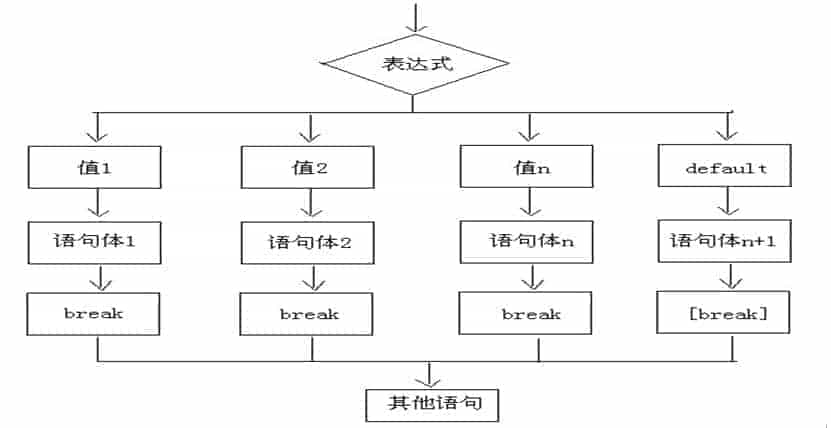 表达式
值1 值2 值n default
语句体1 语句体2 语句体n 语句体n+1
break break break [break]
其他语句